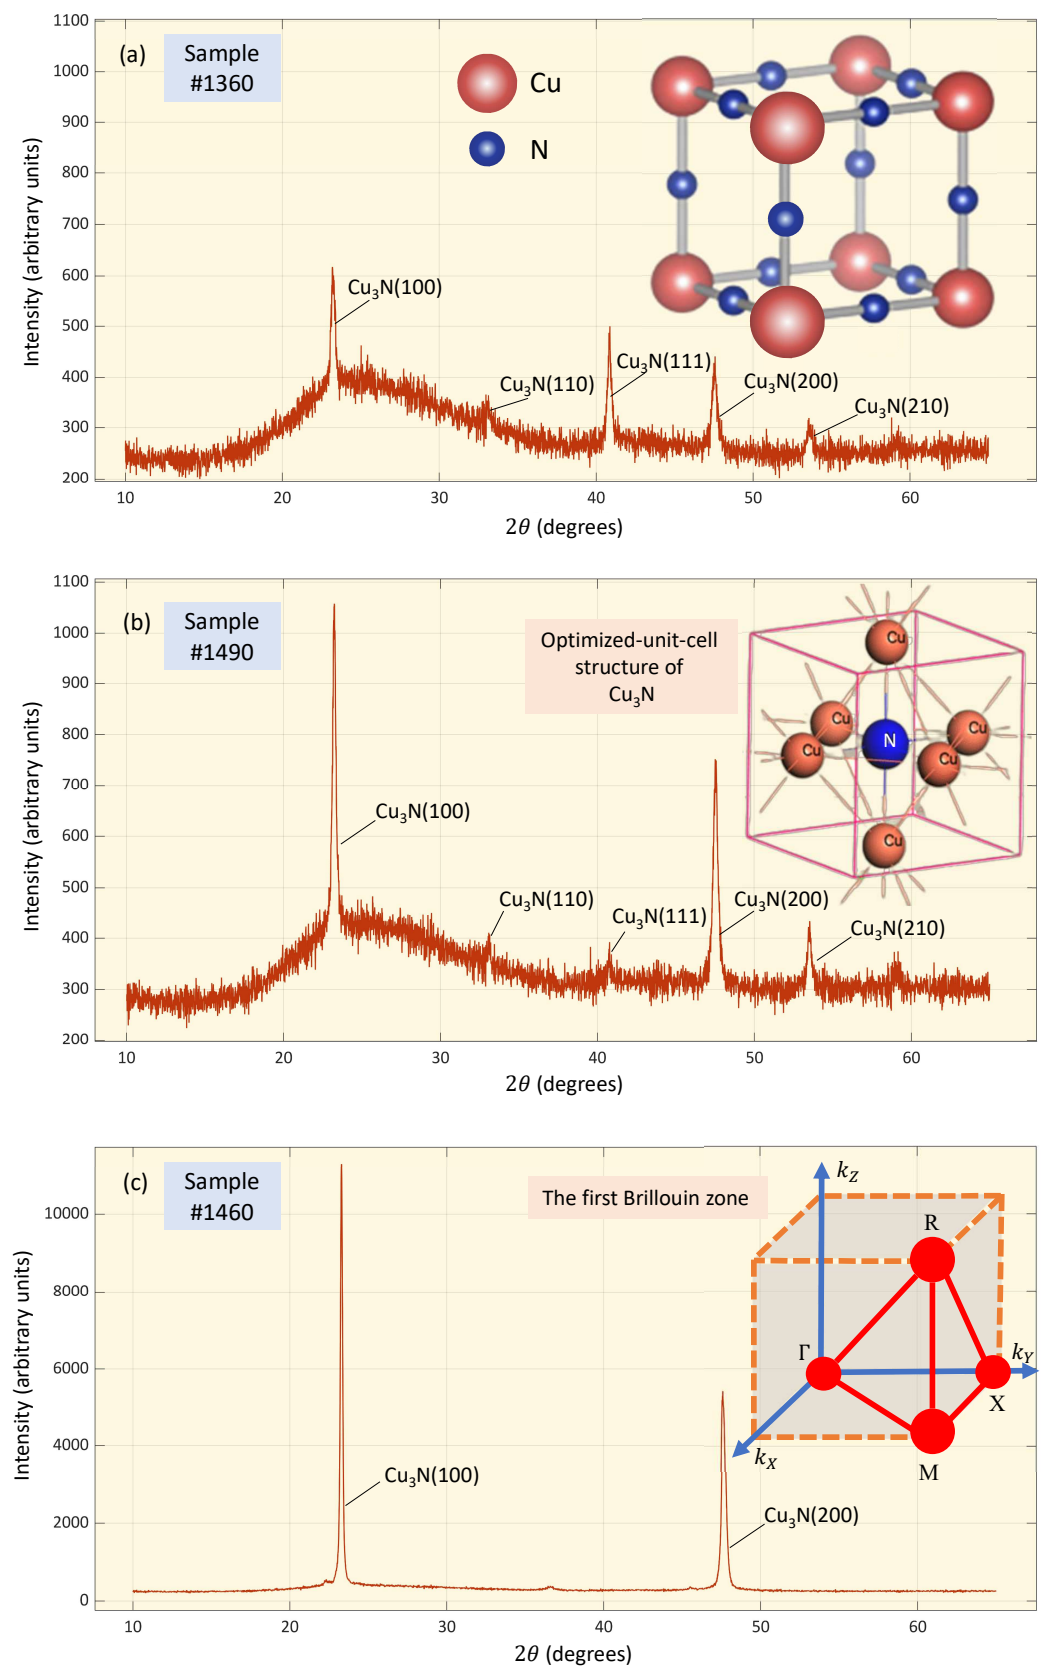 (a)
Sample
#1360
Cu
N
Cu₃N(100)
Cu₃N(110)
Cu₃N(111)
Cu₃N(200)
Cu₃N(210)
Intensity (arbitrary units)
1100
1000
900
800
700
600
500
400
300
200
10 20 30 40 50 60
2θ (degrees)
(b)
Sample
#1490
Optimized-unit-cell
structure of
Cu₃N
Cu
Cu
Cu
N
Cu
Cu
Cu
Cu₃N(100)
Cu₃N(110)
Cu₃N(111)
Cu₃N(200)
Cu₃N(210)
Intensity (arbitrary units)
1100
1000
900
800
700
600
500
400
300
200
10 20 30 40 50 60
2θ (degrees)
(c)
Sample
#1460
The first Brillouin zone
k_Z
R
Γ
k_Y
X
k_X
M
Cu₃N(100)
Cu₃N(200)
Intensity (arbitrary units)
10000
8000
6000
4000
2000
0
10 20 30 40 50 60
2θ (degrees)